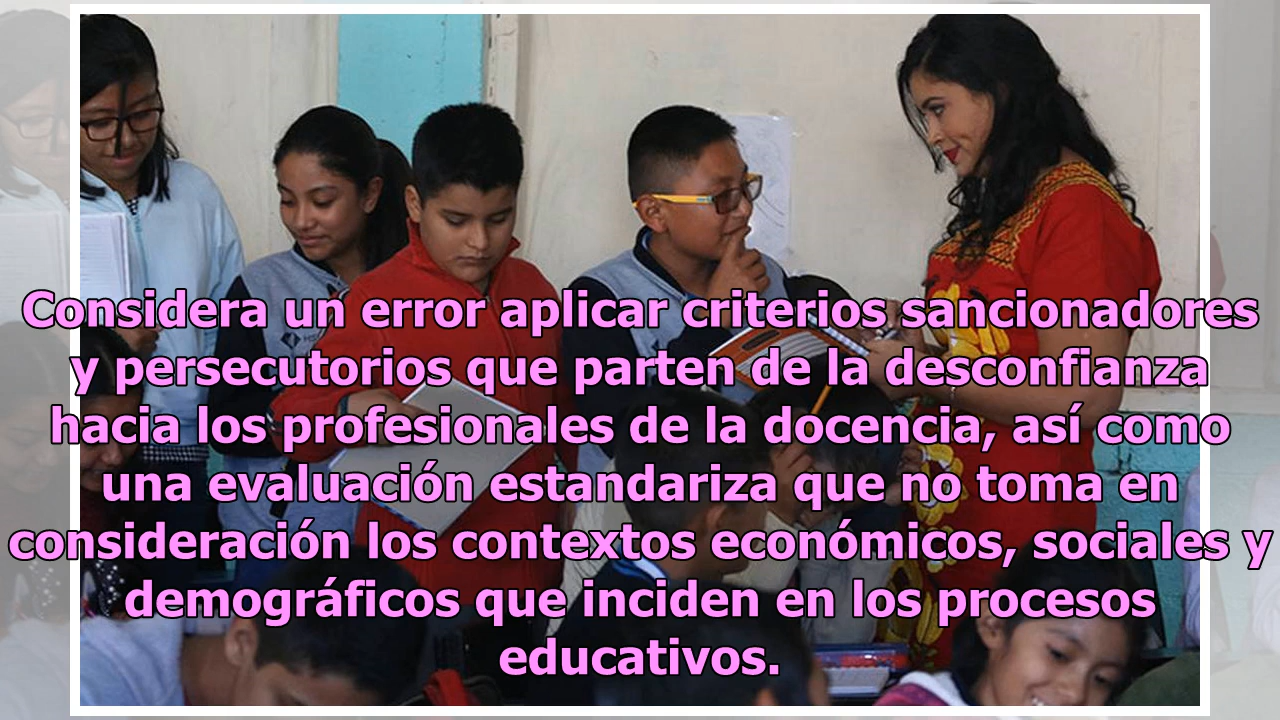 Considera un error aplicar criterios sancionadores
y persecutorios que parten de la desconfianza
hacia los profesionales de la docencia, así como
una evaluación estandariza que no toma en
consideración los contextos económicos, sociales y
demográficos que inciden en los procesos
educativos.